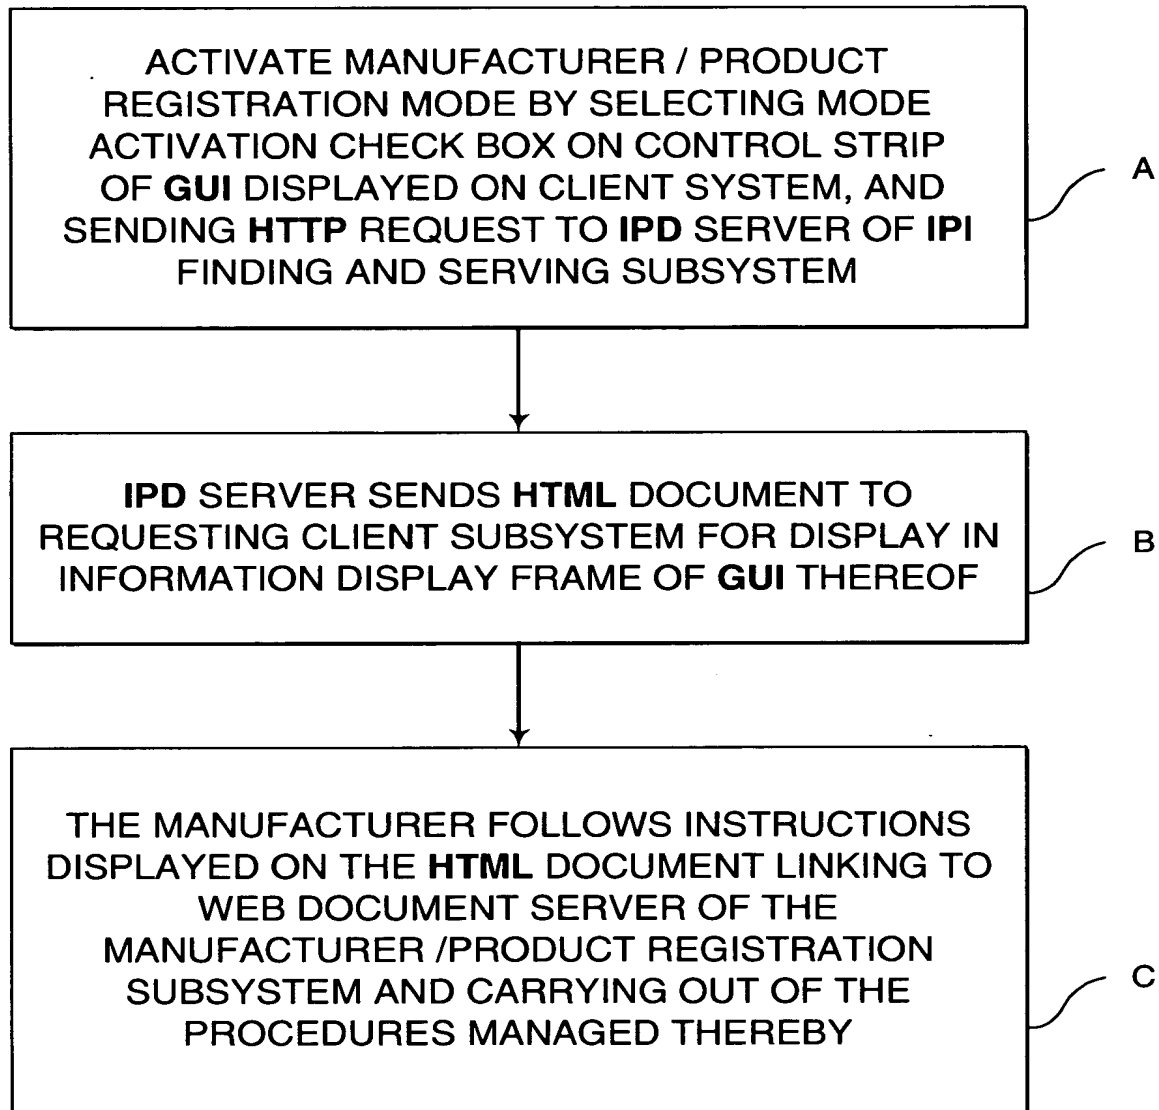 ACTIVATE MANUFACTURER / PRODUCT
REGISTRATION MODE BY SELECTING MODE
ACTIVATION CHECK BOX ON CONTROL STRIP
OF GUI DISPLAYED ON CLIENT SYSTEM, AND
SENDING HTTP REQUEST TO IPD SERVER OF IPI
FINDING AND SERVING SUBSYSTEM
A
IPD SERVER SENDS HTML DOCUMENT TO
REQUESTING CLIENT SUBSYSTEM FOR DISPLAY IN
INFORMATION DISPLAY FRAME OF GUI THEREOF
B
THE MANUFACTURER FOLLOWS INSTRUCTIONS
DISPLAYED ON THE HTML DOCUMENT LINKING TO
WEB DOCUMENT SERVER OF THE
MANUFACTURER /PRODUCT REGISTRATION
SUBSYSTEM AND CARRYING OUT OF THE
PROCEDURES MANAGED THEREBY
C